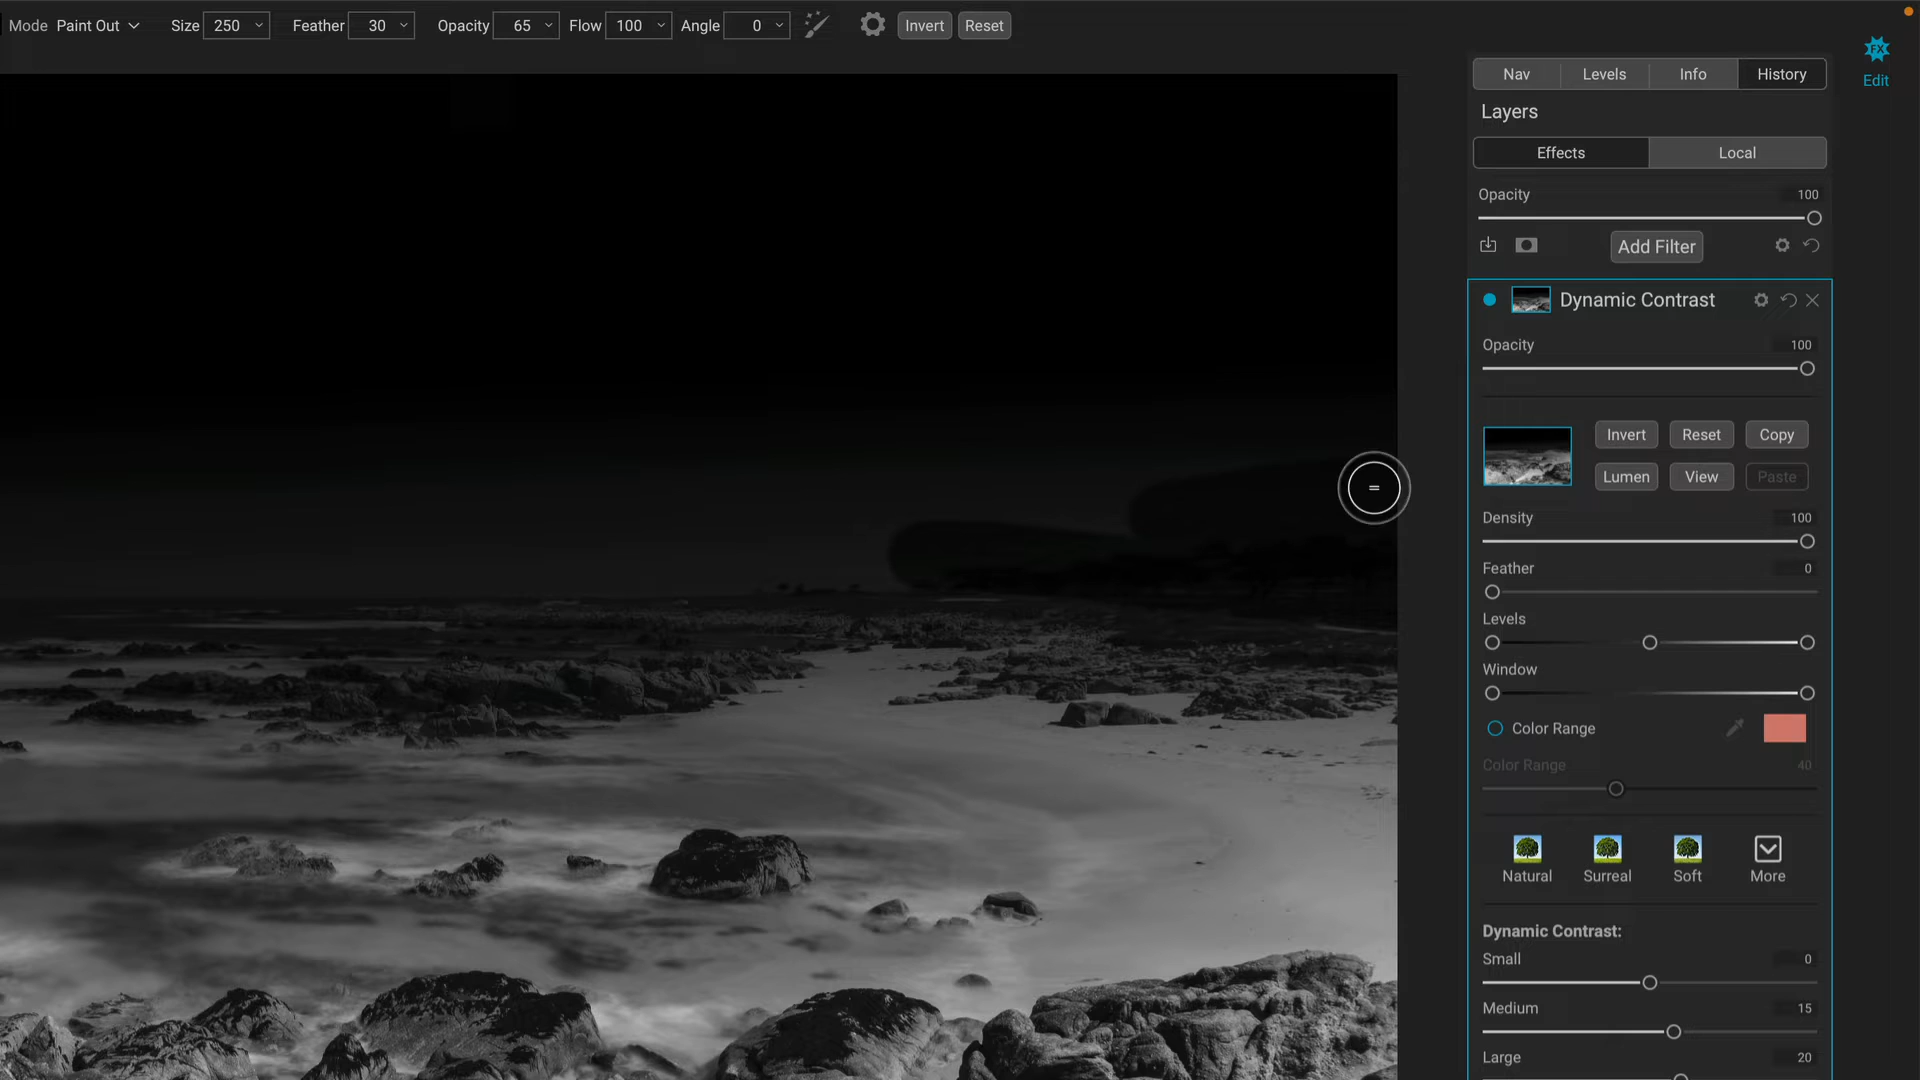 Mode Paint Out Size 250 Feather 30 Opacity 65 Flow 100 Angle 0 Invert Reset
FX
Edit
Nav Levels Info History
Layers
Effects Local
Opacity 100
Add Filter
Dynamic Contrast
Opacity 100
Invert Reset Copy
Lumen View Paste
Density 100
Feather 0
Levels
Window
Color Range
Color Range 40
Natural Surreal Soft More
Dynamic Contrast:
Small 0
Medium 15
Large 20